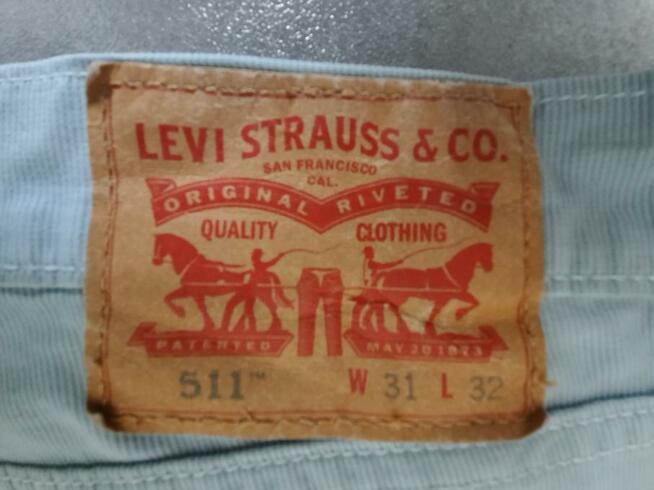 LEVI STRAUSS & CO.
SAN FRANCISCO
CAL.
ORIGINAL RIVETED
QUALITY CLOTHING
PATENTED MAY 20 1873
511™ W 31 L 32